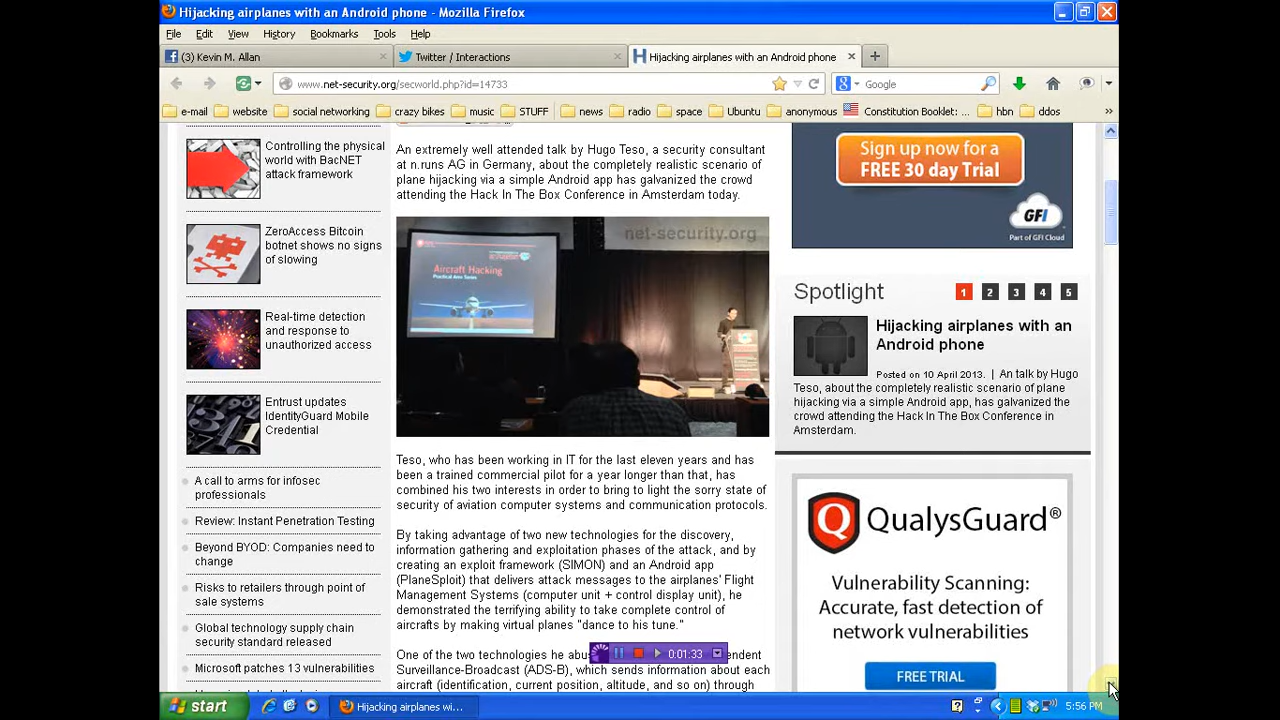 Hijacking airplanes with an Android phone - Mozilla Firefox
File Edit View History Bookmarks Tools Help
(3) Kevin M. Allan
Twitter / Interactions
Hijacking airplanes with an Android phone
www.net-security.org/secworld.php?id=14733
Google
e-mail website social networking crazy bikes music STUFF news radio space Ubuntu anonymous Constitution Booklet: ... hbn ddos
Controlling the physical
world with BacNET
attack framework
ZeroAccess Bitcoin
botnet shows no signs
of slowing
Real-time detection
and response to
unauthorized access
Entrust updates
IdentityGuard Mobile
Credential
A call to arms for infosec
professionals
Review: Instant Penetration Testing
Beyond BYOD: Companies need to
change
Risks to retailers through point of
sale systems
Global technology supply chain
security standard released
Microsoft patches 13 vulnerabilities
An extremely well attended talk by Hugo Teso, a security consultant
at n.runs AG in Germany, about the completely realistic scenario of
plane hijacking via a simple Android app has galvanized the crowd
attending the Hack In The Box Conference in Amsterdam today.
net-security.org
Aircraft Hacking
Teso, who has been working in IT for the last eleven years and has
been a trained commercial pilot for a year longer than that, has
combined his two interests in order to bring to light the sorry state of
security of aviation computer systems and communication protocols.
By taking advantage of two new technologies for the discovery,
information gathering and exploitation phases of the attack, and by
creating an exploit framework (SIMON) and an Android app
(PlaneSploit) that delivers attack messages to the airplanes' Flight
Management Systems (computer unit + control display unit), he
demonstrated the terrifying ability to take complete control of
aircrafts by making virtual planes "dance to his tune."
One of the two technologies he abu
Surveillance-Broadcast (ADS-B), which sends information about each
aircraft (identification, current position, altitude, and so on) through
0:01:33
Sign up now for a
FREE 30 day Trial
GFI
Part of GFI Cloud
Spotlight 1 2 3 4 5
Hijacking airplanes with an
Android phone
Posted on 10 April 2013. | An talk by Hugo
Teso, about the completely realistic scenario of plane
hijacking via a simple Android app, has galvanized the
crowd attending the Hack In The Box Conference in
Amsterdam.
QualysGuard®
Vulnerability Scanning:
Accurate, fast detection of
network vulnerabilities
FREE TRIAL
start
Hijacking airplanes wi...
5:56 PM